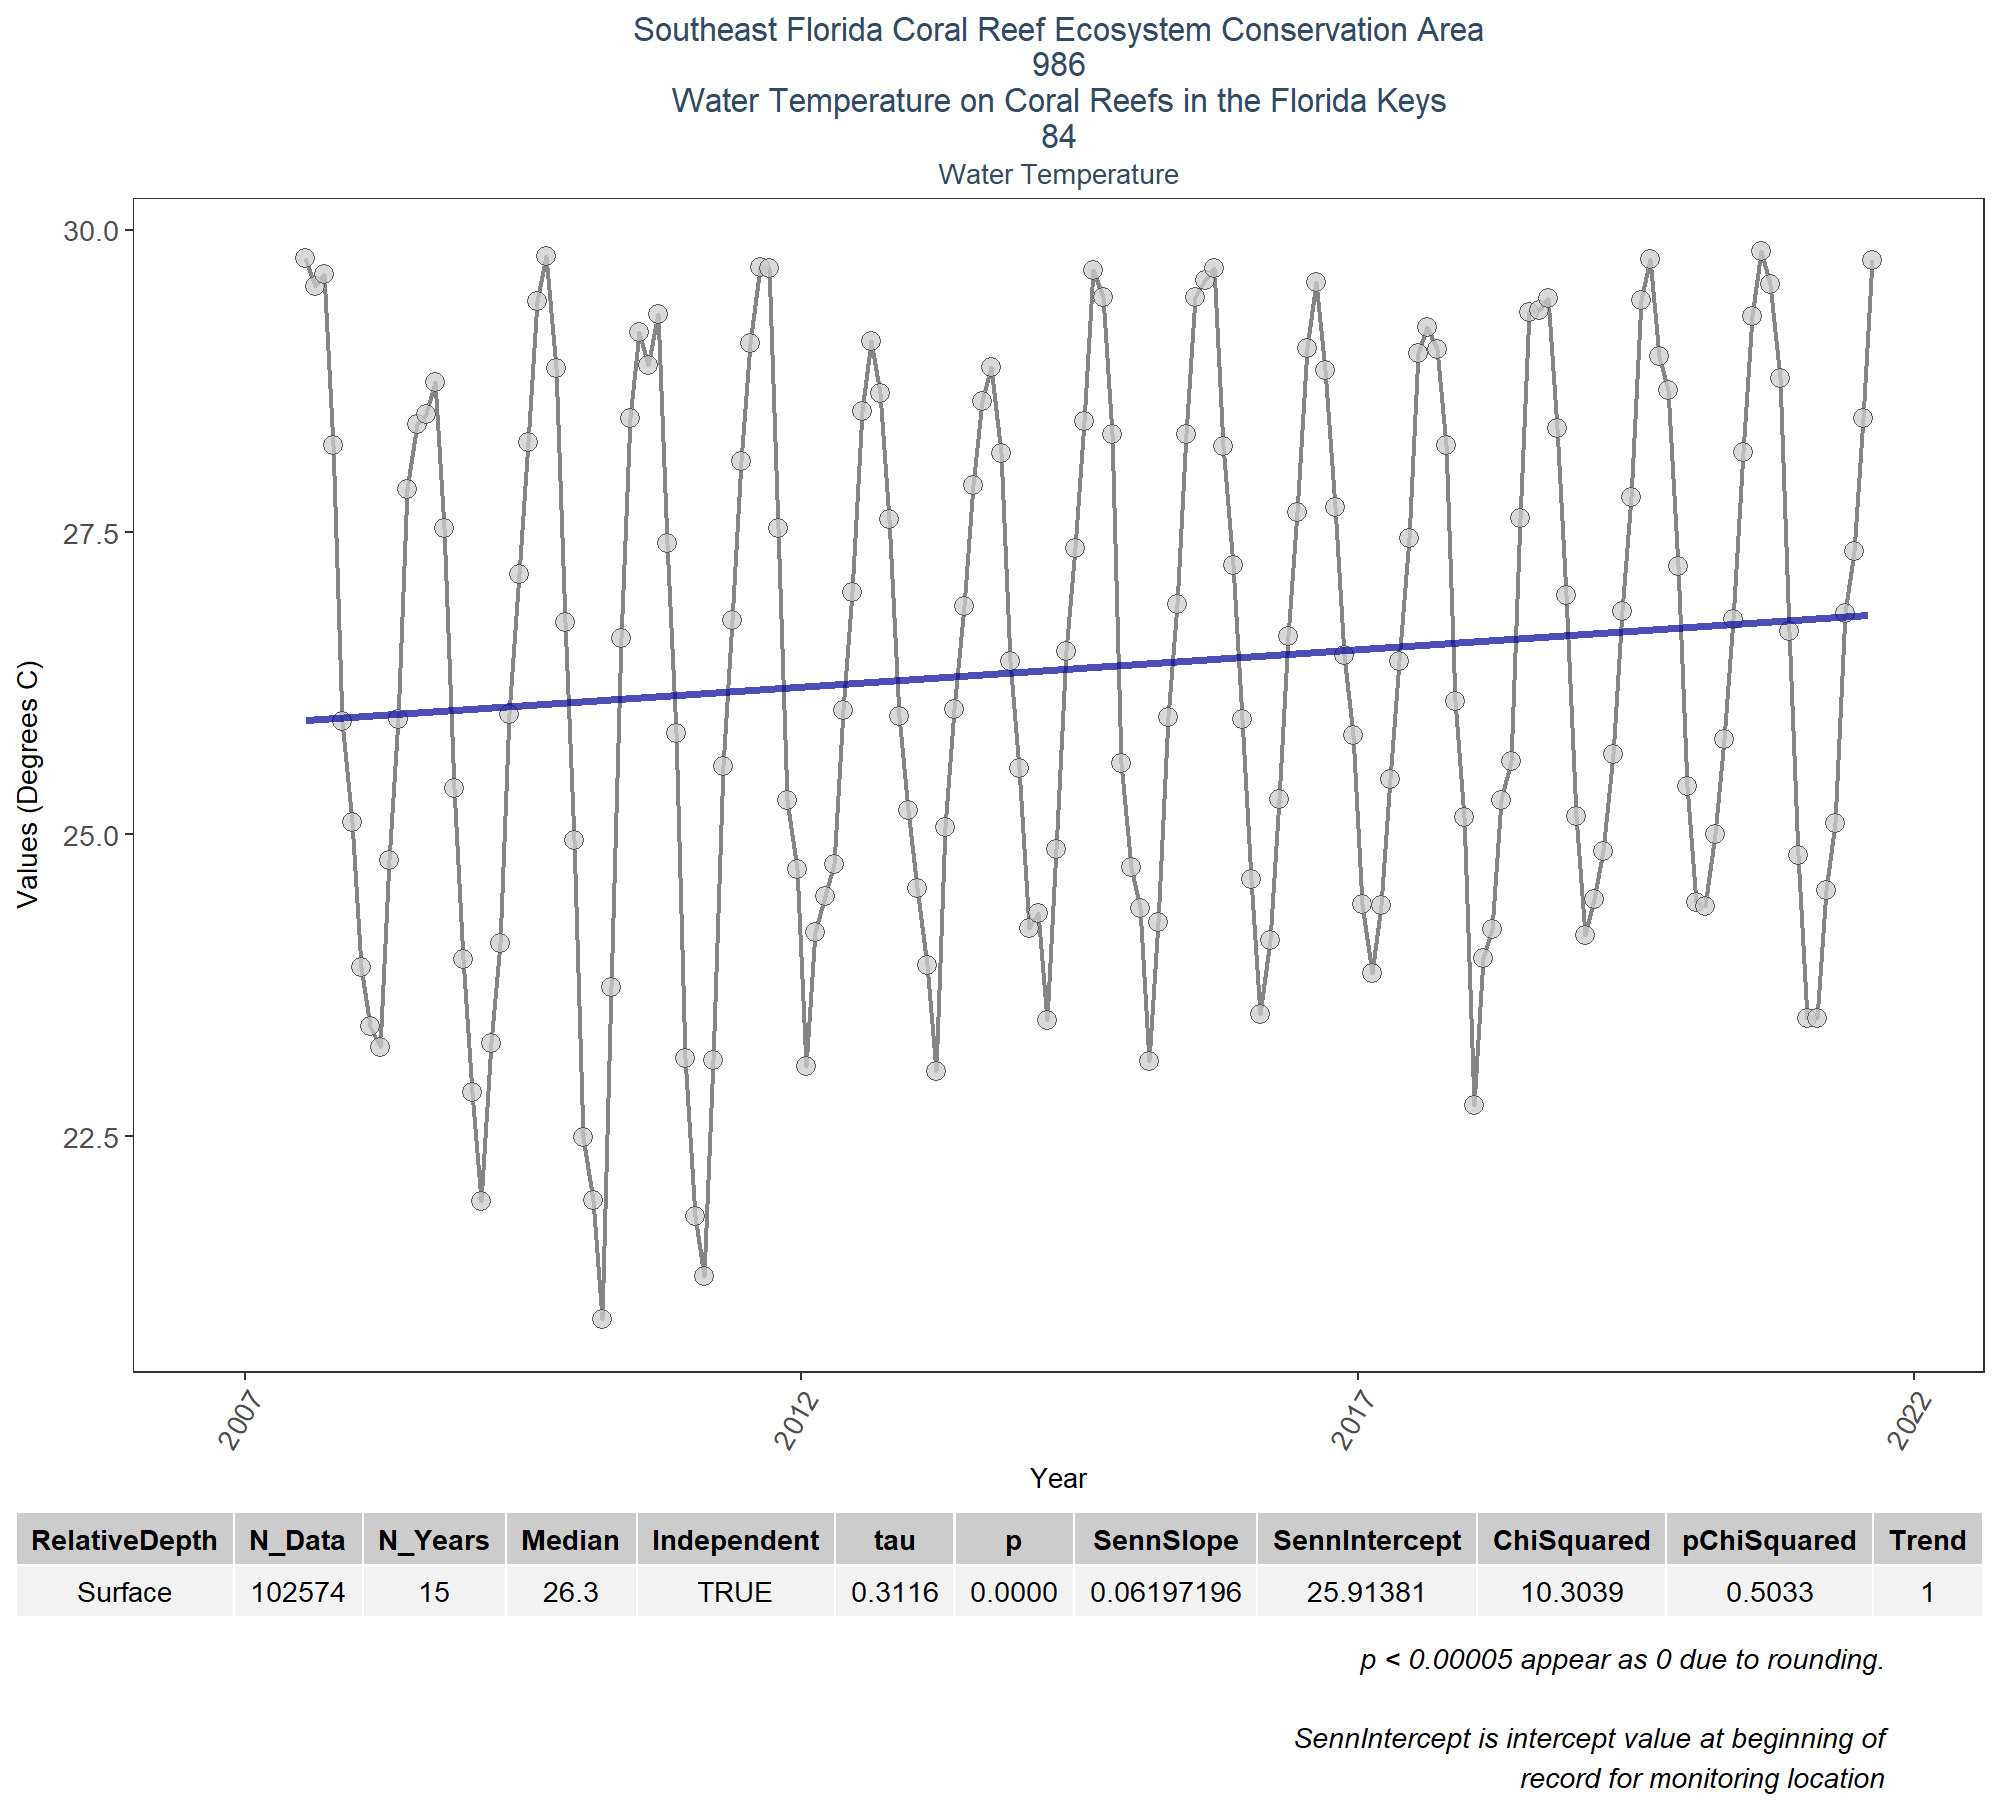 Southeast Florida Coral Reef Ecosystem Conservation Area
986
Water Temperature on Coral Reefs in the Florida Keys
84
Water Temperature
30.0
27.5
25.0
22.5
Values (Degrees C)
2007
2012
2017
2022
Year
RelativeDepth N_Data N_Years Median Independent tau p SennSlope SennIntercept ChiSquared pChiSquared Trend
Surface 102574 15 26.3 TRUE 0.3116 0.0000 0.06197196 25.91381 10.3039 0.5033 1
p < 0.00005 appear as 0 due to rounding.
SennIntercept is intercept value at beginning of
record for monitoring location